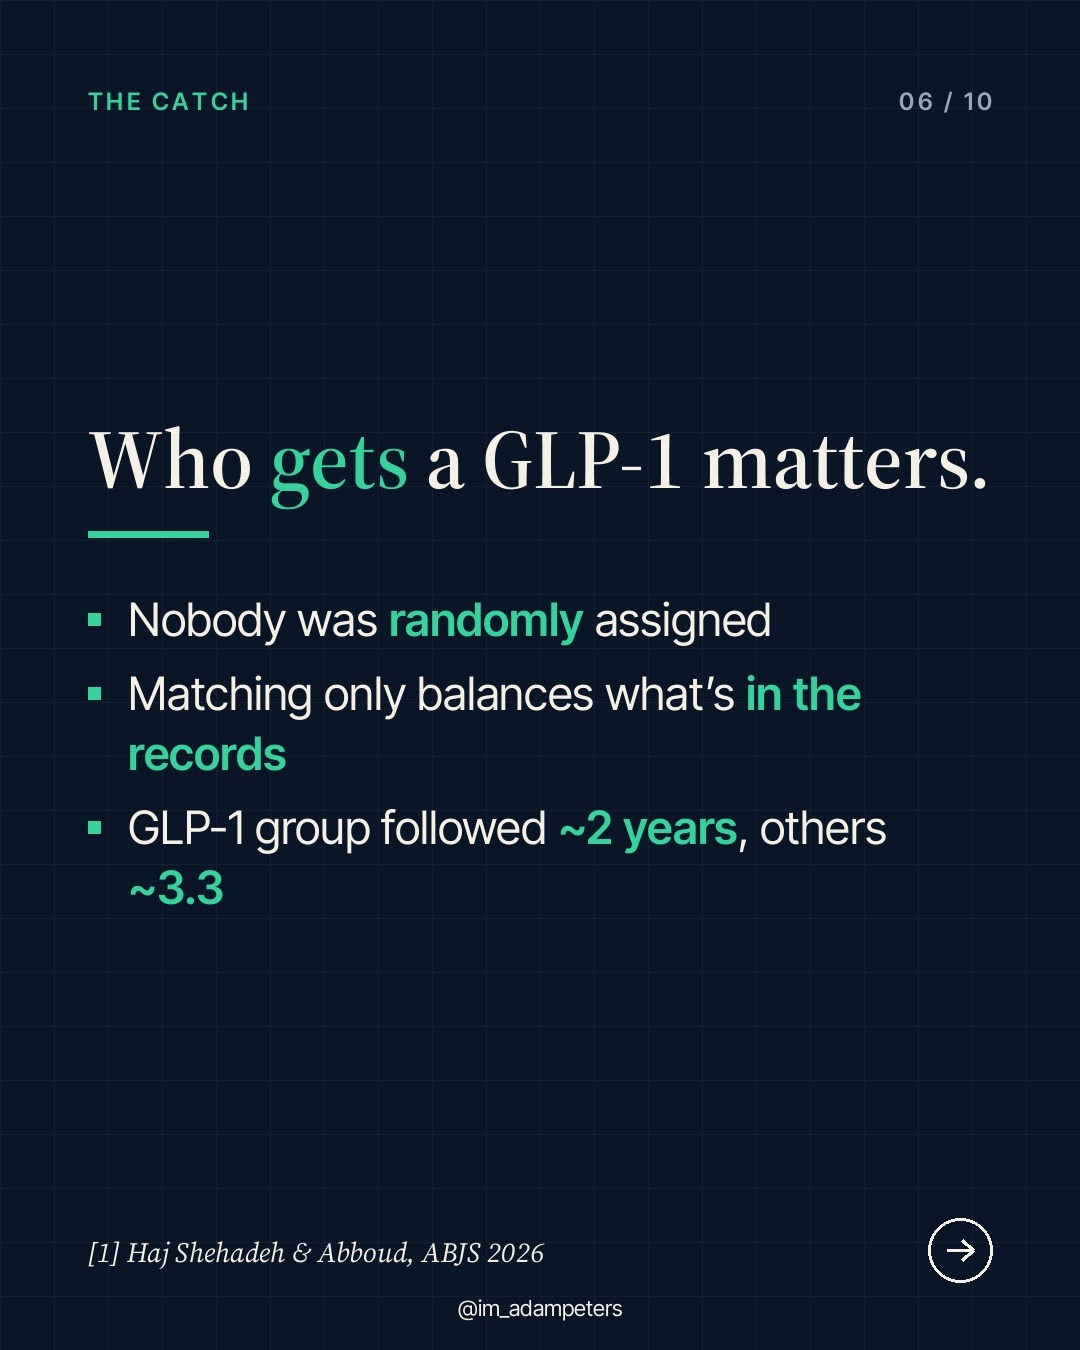 THE CATCH
06 / 10
Who gets a GLP-1 matters.
Nobody was randomly assigned
Matching only balances what’s in the
records
GLP-1 group followed ~2 years, others
~3.3
[1] Haj Shehadeh & Abboud, ABJS 2026
@im_adampeters